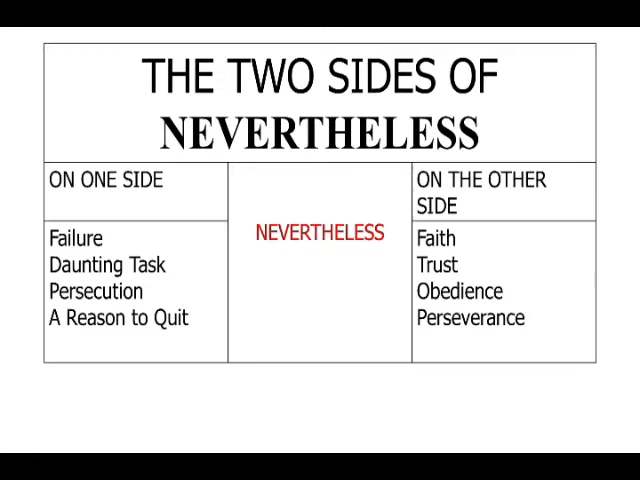 THE TWO SIDES OF
NEVERTHELESS
ON ONE SIDE
Failure
Daunting Task
Persecution
A Reason to Quit
NEVERTHELESS
ON THE OTHER
SIDE
Faith
Trust
Obedience
Perseverance